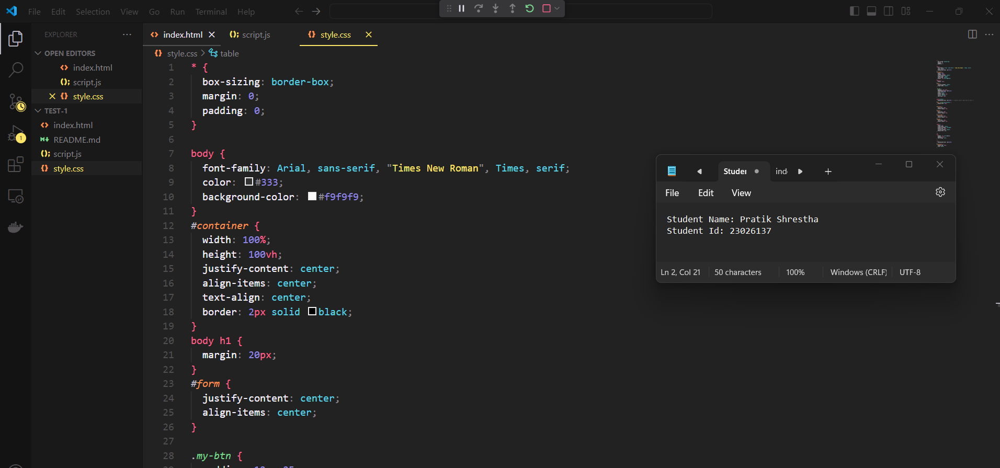 File Edit Selection View Go Run Terminal Help
EXPLORER
OPEN EDITORS
index.html
script.js
style.css
TEST-1
index.html
README.md
script.js
style.css
1
index.html
script.js
style.css
style.css > table
1 * {
2 box-sizing: border-box;
3 margin: 0;
4 padding: 0;
5 }
6
7 body {
8 font-family: Arial, sans-serif, "Times New Roman", Times, serif;
9 color: #333;
10 background-color: #f9f9f9;
11 }
12 #container {
13 width: 100%;
14 height: 100vh;
15 justify-content: center;
16 align-items: center;
17 text-align: center;
18 border: 2px solid black;
19 }
20 body h1 {
21 margin: 20px;
22 }
23 #form {
24 justify-content: center;
25 align-items: center;
26 }
27
28 .my-btn {
Studer
ind
File Edit View
Student Name: Pratik Shrestha
Student Id: 23026137
Ln 2, Col 21
50 characters
100%
Windows (CRLF)
UTF-8